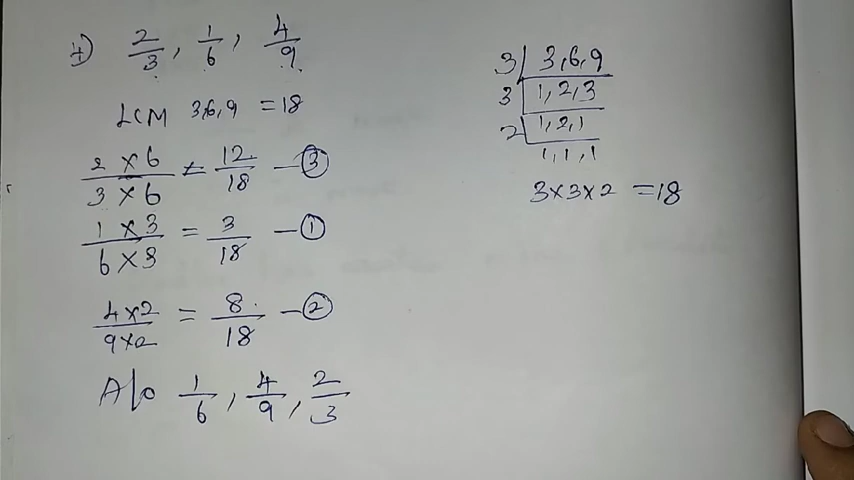 4) 2/3, 1/6, 4/9
LCM 3,6,9 = 18
2 × 6 / 3 × 6 = 12/18 – ③
1 × 3 / 6 × 3 = 3/18 – ①
4×2 / 9×2 = 8/18 – ②
A/o 1/6, 4/9, 2/3
3 | 3,6,9
3 | 1,2,3
2 | 1,2,1
1,1,1
3×3×2 = 18